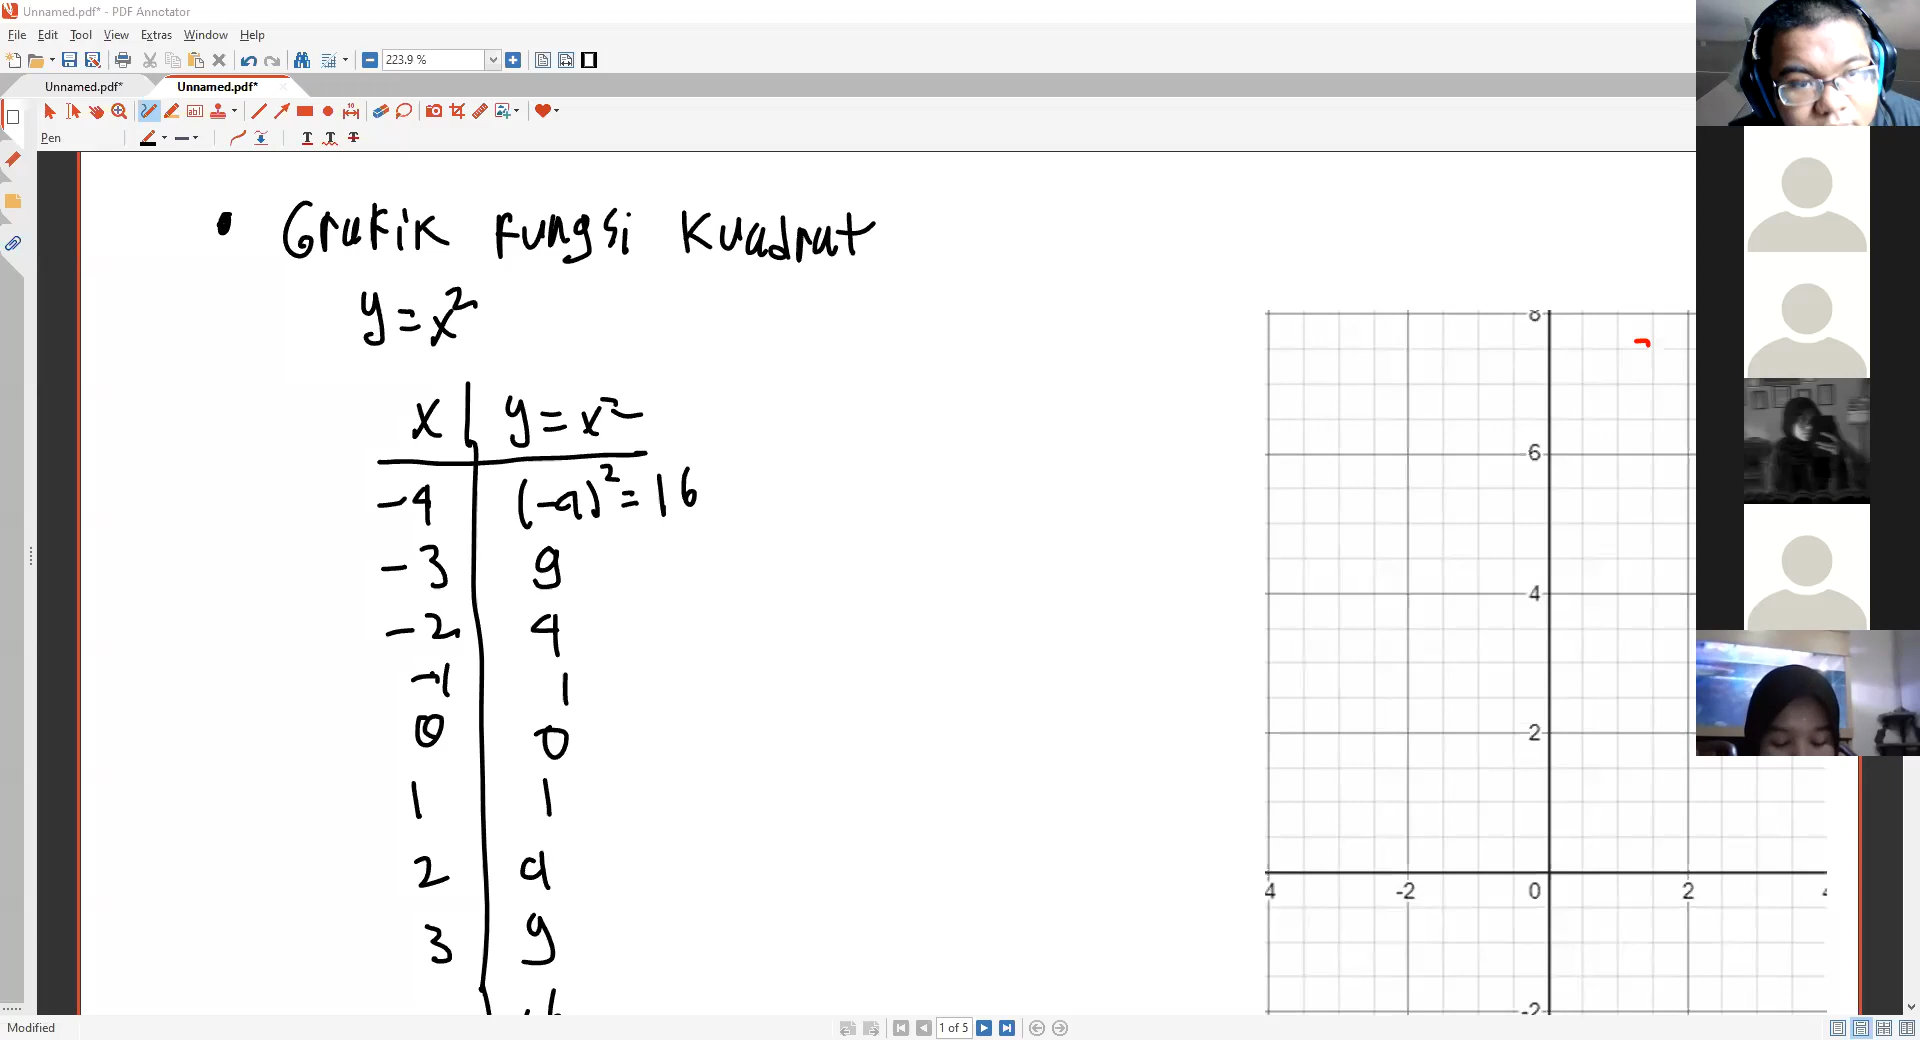 Unnamed.pdf* - PDF Annotator
File Edit Tool View Extras Window Help
223.9 %
Unnamed.pdf* Unnamed.pdf*
Pen
• Grafik Fungsi Kuadrat
y = x²
x | y = x²
-4 | (-4)² = 16
-3 | 9
-2 | 4
-1 | 1
0 | 0
1 | 1
2 | 4
3 | 9
8
6
4
2
4 -2 0 2
-2
Modified 1 of 5